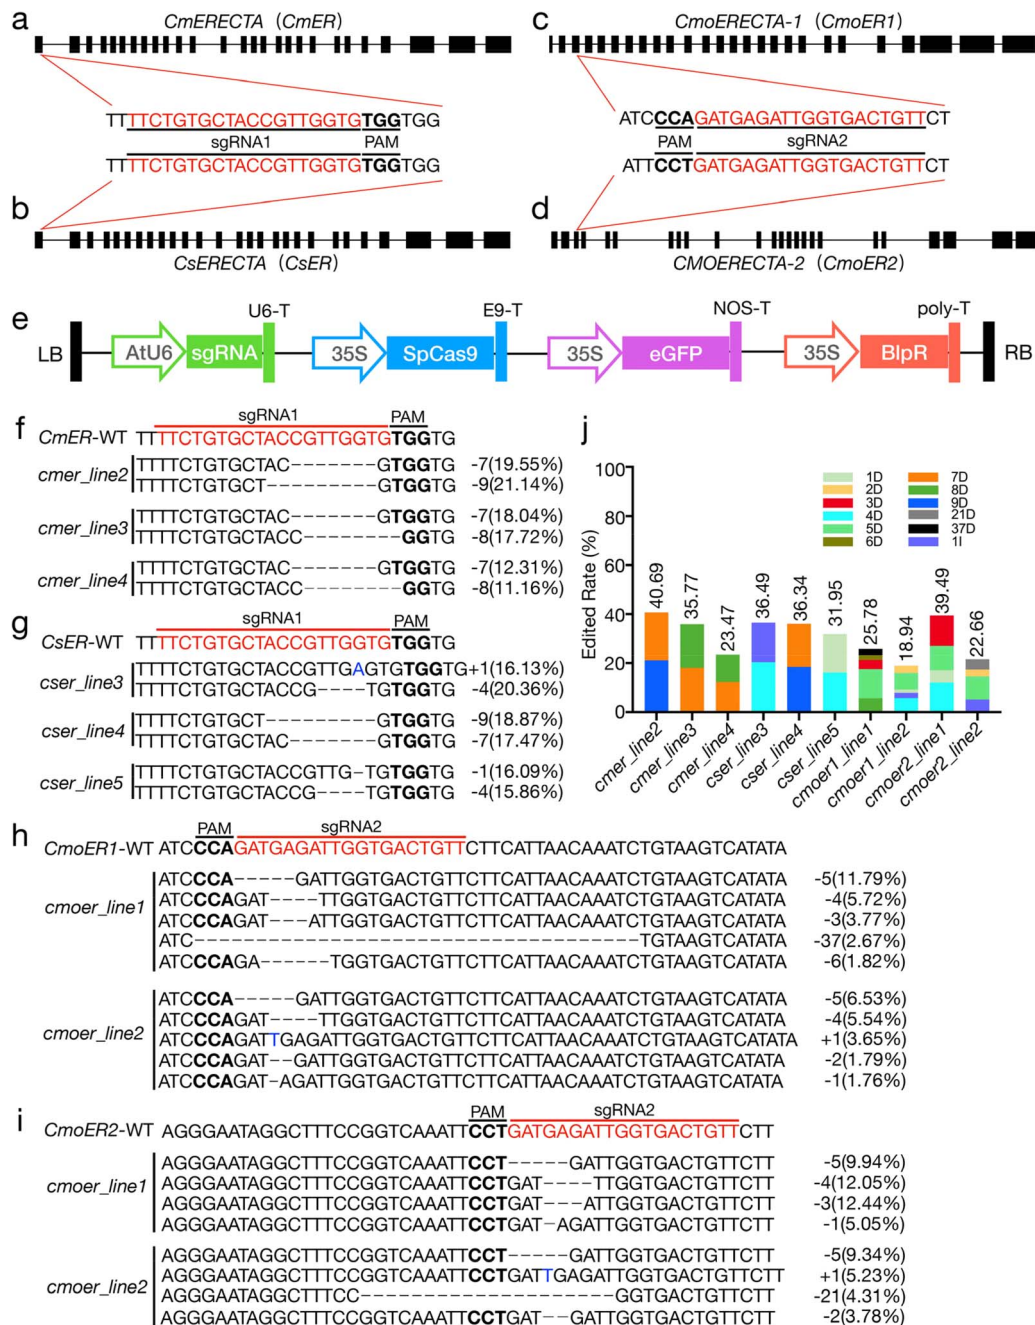 a
CmERECTA (CmER)
c
CmoERECTA-1 (CmoER1)
TTTTCTGTGCTACCGTTGGTGTGGTGG
sgRNA1 PAM
TTTTCTGTGCTACCGTTGGTGTGGTGG
ATCCCAGATGAGATTGGTGACTGTTCT
PAM sgRNA2
ATTCCTGATGAGATTGGTGACTGTTCT
b
CsERECTA (CsER)
d
CMOERECTA-2 (CmoER2)
e
U6-T E9-T NOS-T poly-T
LB AtU6 sgRNA 35S SpCas9 35S eGFP 35S BlpR RB
f
sgRNA1 PAM
CmER-WT TTTTCTGTGCTACCGTTGGTGTGGTG
cmer_line2
TTTTCTGTGCTAC-------GTGGTG -7(19.55%)
TTTTCTGTGCT---------GTGGTG -9(21.14%)
cmer_line3
TTTTCTGTGCTAC-------GTGGTG -7(18.04%)
TTTTCTGTGCTACC--------GGTG -8(17.72%)
cmer_line4
TTTTCTGTGCTAC-------GTGGTG -7(12.31%)
TTTTCTGTGCTACC--------GGTG -8(11.16%)
g
sgRNA1 PAM
CsER-WT TTTTCTGTGCTACCGTTGGTGTGGTG
cser_line3
TTTTCTGTGCTACCGTTGAGTGTGGTG+1(16.13%)
TTTTCTGTGCTACCG----TGTGGTG -4(20.36%)
cser_line4
TTTTCTGTGCT---------GTGGTG -9(18.87%)
TTTTCTGTGCTAC-------GTGGTG -7(17.47%)
cser_line5
TTTTCTGTGCTACCGTTG-TGTGGTG -1(16.09%)
TTTTCTGTGCTACCG----TGTGGTG -4(15.86%)
j
Edited Rate (%)
100
80
60
40
20
0
1D 7D
2D 8D
3D 9D
4D 21D
5D 37D
6D 1I
40.69
35.77
23.47
36.49
36.34
31.95
25.78
18.94
39.49
22.66
cmer_line2
cmer_line3
cmer_line4
cser_line3
cser_line4
cser_line5
cmoer1_line1
cmoer1_line2
cmoer2_line1
cmoer2_line2
h
PAM sgRNA2
CmoER1-WT ATCCCAGATGAGATTGGTGACTGTTCTTCATTAACAAATCTGTAAGTCATATA
cmoer_line1
ATCCCA-----GATTGGTGACTGTTCTTCATTAACAAATCTGTAAGTCATATA -5(11.79%)
ATCCCAGAT----TTGGTGACTGTTCTTCATTAACAAATCTGTAAGTCATATA -4(5.72%)
ATCCCAGAT---ATTGGTGACTGTTCTTCATTAACAAATCTGTAAGTCATATA -3(3.77%)
ATC-------------------------------------TGTAAGTCATATA -37(2.67%)
ATCCCAGA------TGGTGACTGTTCTTCATTAACAAATCTGTAAGTCATATA -6(1.82%)
cmoer_line2
ATCCCA-----GATTGGTGACTGTTCTTCATTAACAAATCTGTAAGTCATATA -5(6.53%)
ATCCCAGAT----TTGGTGACTGTTCTTCATTAACAAATCTGTAAGTCATATA -4(5.54%)
ATCCCAGATTGAGATTGGTGACTGTTCTTCATTAACAAATCTGTAAGTCATATA +1(3.65%)
ATCCCAGAT--GATTGGTGACTGTTCTTCATTAACAAATCTGTAAGTCATATA -2(1.79%)
ATCCCAGAT-AGATTGGTGACTGTTCTTCATTAACAAATCTGTAAGTCATATA -1(1.76%)
i
PAM sgRNA2
CmoER2-WT AGGGAATAGGCTTTCCGGTCAAATTCCTGATGAGATTGGTGACTGTTCTT
cmoer_line1
AGGGAATAGGCTTTCCGGTCAAATTCCT-----GATTGGTGACTGTTCTT -5(9.94%)
AGGGAATAGGCTTTCCGGTCAAATTCCTGAT----TTGGTGACTGTTCTT -4(12.05%)
AGGGAATAGGCTTTCCGGTCAAATTCCTGAT---ATTGGTGACTGTTCTT -3(12.44%)
AGGGAATAGGCTTTCCGGTCAAATTCCTGAT-AGATTGGTGACTGTTCTT -1(5.05%)
cmoer_line2
AGGGAATAGGCTTTCCGGTCAAATTCCT-----GATTGGTGACTGTTCTT -5(9.34%)
AGGGAATAGGCTTTCCGGTCAAATTCCTGATTGAGATTGGTGACTGTTCTT +1(5.23%)
AGGGAATAGGCTTTCC---------------------GGTGACTGTTCTT -21(4.31%)
AGGGAATAGGCTTTCCGGTCAAATTCCTGAT--GATTGGTGACTGTTCTT -2(3.78%)